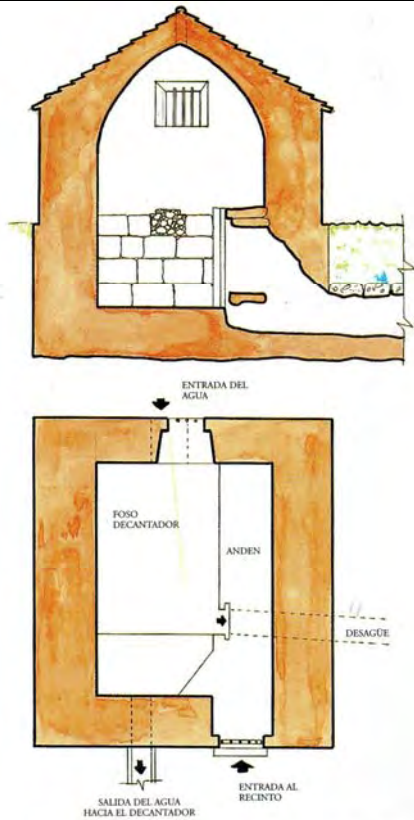 ENTRADA DEL
AGUA
FOSO
DECANTADOR
ANDEN
DESAGÜE
SALIDA DEL AGUA
HACIA EL DECANTADOR
ENTRADA AL
RECINTO